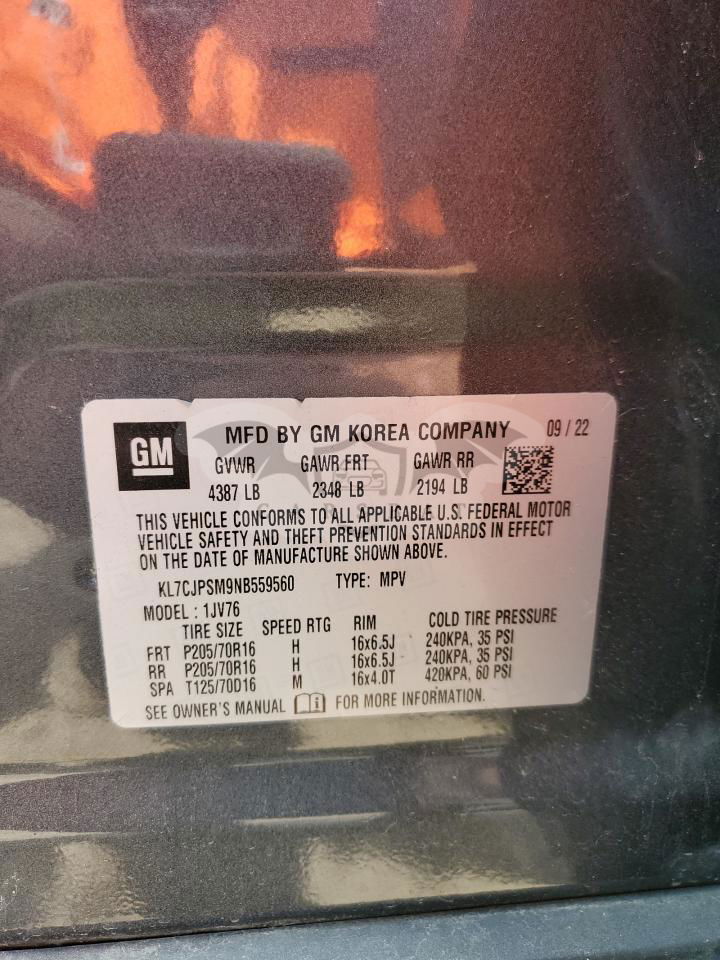 GM
MFD BY GM KOREA COMPANY 09 / 22
GVWR GAWR FRT GAWR RR
4387 LB 2348 LB 2194 LB
THIS VEHICLE CONFORMS TO ALL APPLICABLE U.S. FEDERAL MOTOR
VEHICLE SAFETY AND THEFT PREVENTION STANDARDS IN EFFECT
ON THE DATE OF MANUFACTURE SHOWN ABOVE.
KL7CJPSM9NB559560 TYPE: MPV
MODEL : 1JV76
TIRE SIZE SPEED RTG RIM COLD TIRE PRESSURE
FRT P205/70R16 H 16x6.5J 240KPA, 35 PSI
RR P205/70R16 H 16x6.5J 240KPA, 35 PSI
SPA T125/70D16 M 16x4.0T 420KPA, 60 PSI
SEE OWNER'S MANUAL FOR MORE INFORMATION.